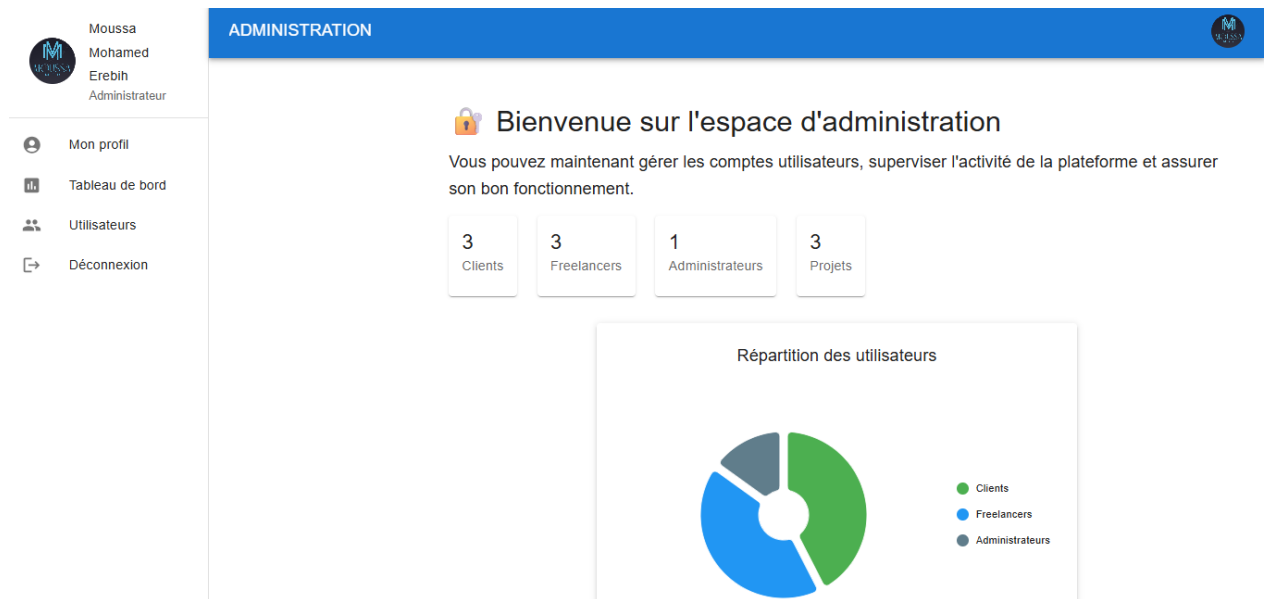 Moussa
Mohamed
Erebih
Administrateur
Mon profil
Tableau de bord
Utilisateurs
Déconnexion
ADMINISTRATION
Bienvenue sur l'espace d'administration
Vous pouvez maintenant gérer les comptes utilisateurs, superviser l'activité de la plateforme et assurer
son bon fonctionnement.
3
Clients
3
Freelancers
1
Administrateurs
3
Projets
Répartition des utilisateurs
Clients
Freelancers
Administrateurs